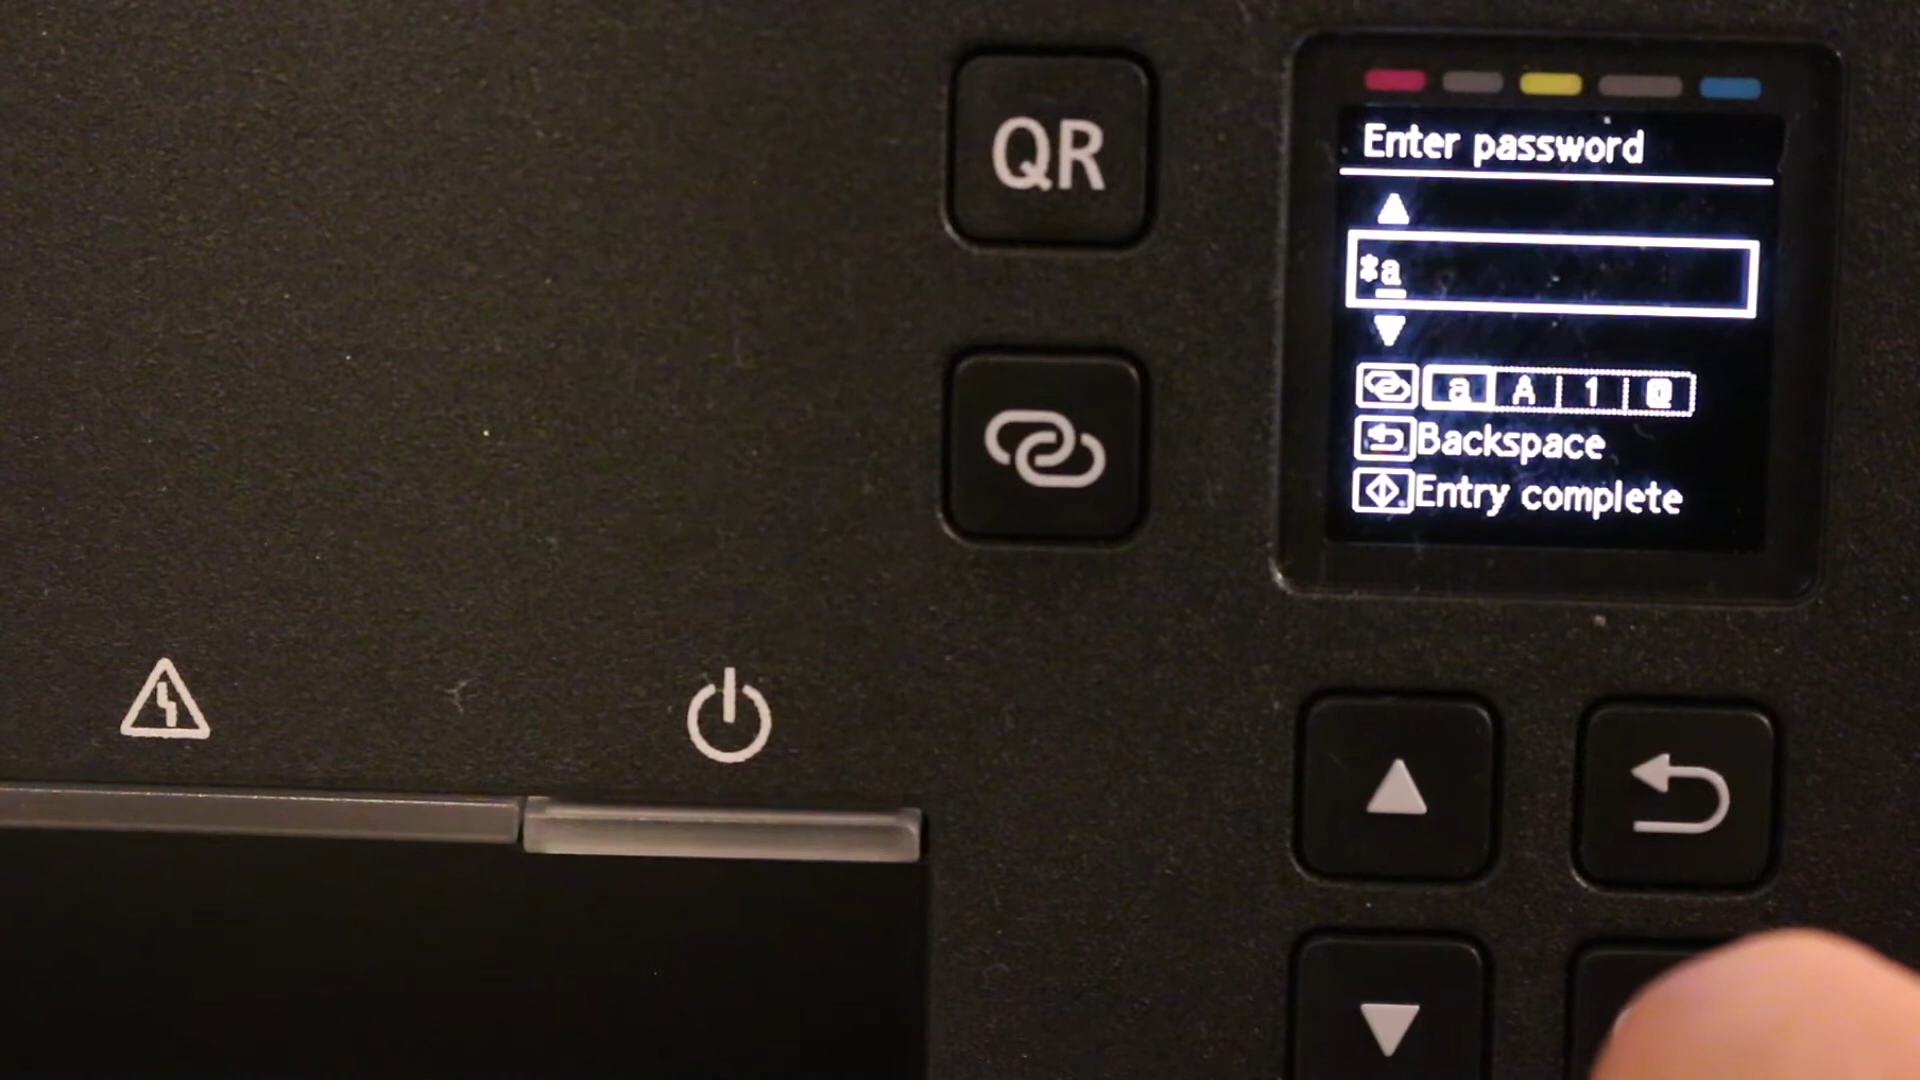 QR
Enter password
*a
a A 1 @
Backspace
Entry complete